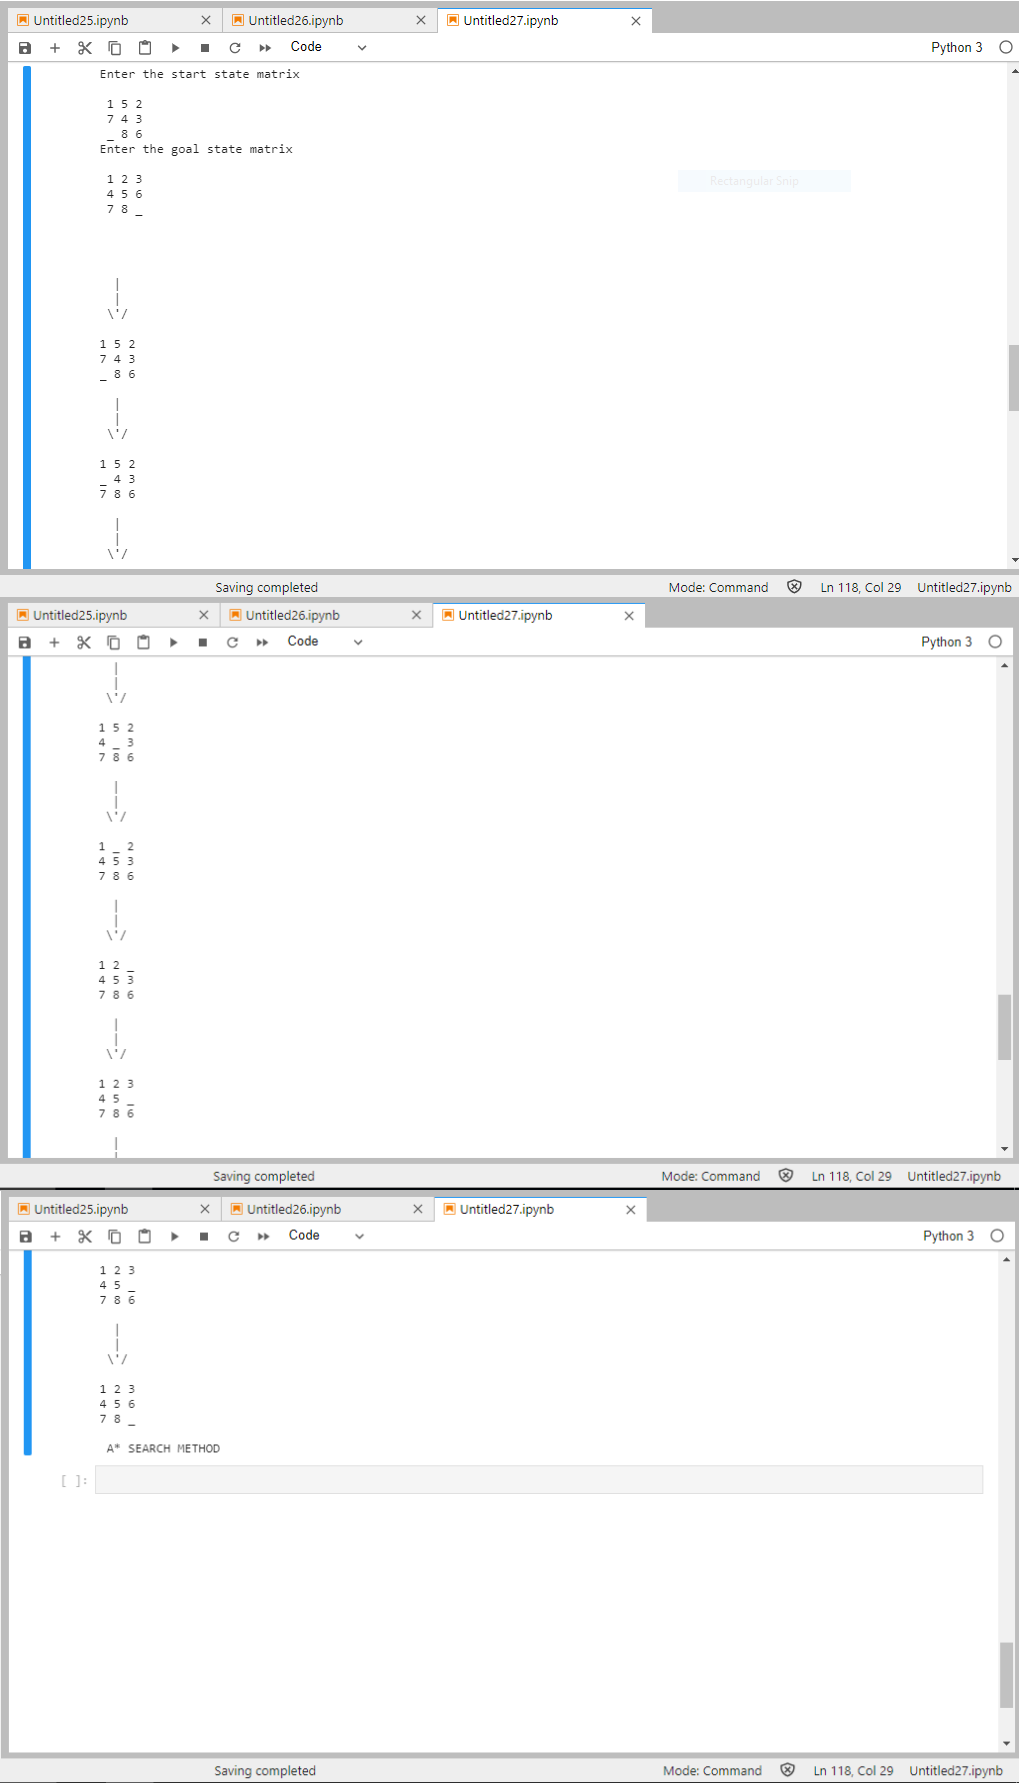 Untitled25.ipynb Untitled26.ipynb Untitled27.ipynb
Code Python 3
Enter the start state matrix
1 5 2
7 4 3
_ 8 6
Enter the goal state matrix
1 2 3
Rectangular Snip
4 5 6
7 8 _
|
|
\'/
1 5 2
7 4 3
_ 8 6
|
|
\'/
1 5 2
_ 4 3
7 8 6
|
|
\'/
Saving completed Mode: Command Ln 118, Col 29 Untitled27.ipynb
Untitled25.ipynb Untitled26.ipynb Untitled27.ipynb
Code Python 3
|
|
\'/
1 5 2
4 _ 3
7 8 6
|
|
\'/
1 _ 2
4 5 3
7 8 6
|
|
\'/
1 2 _
4 5 3
7 8 6
|
|
\'/
1 2 3
4 5 _
7 8 6
|
|
Saving completed Mode: Command Ln 118, Col 29 Untitled27.ipynb
Untitled25.ipynb Untitled26.ipynb Untitled27.ipynb
Code Python 3
1 2 3
4 5 _
7 8 6
|
|
\'/
1 2 3
4 5 6
7 8 _
A* SEARCH METHOD
[ ]:
Saving completed Mode: Command Ln 118, Col 29 Untitled27.ipynb